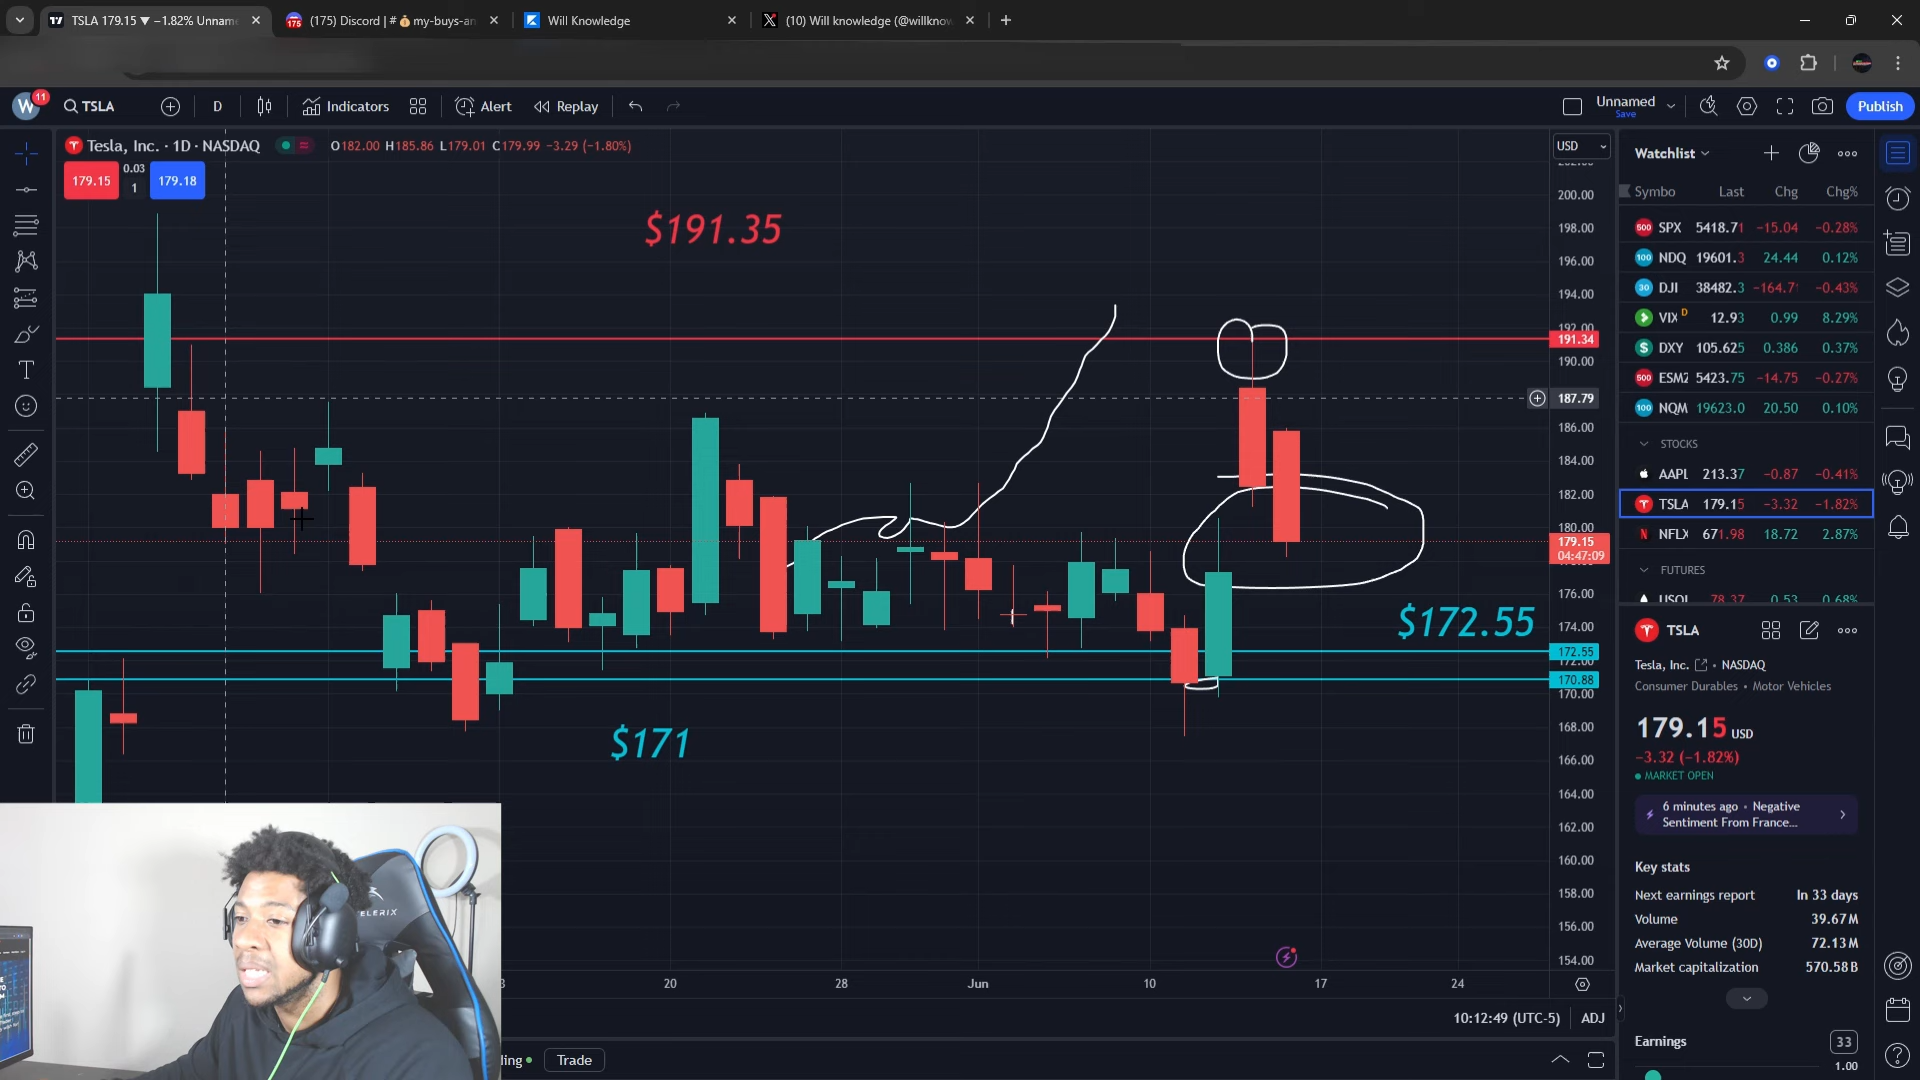 TSLA 179.15 ▼ −1.82% Unnam
(175) Discord | # 💰my-buys-an
Will Knowledge
(10) Will knowledge (@willknow
W 11
TSLA
D
Indicators
Alert
Replay
Unnamed
Save
Publish
Tesla, Inc. · 1D · NASDAQ
O182.00 H185.86 L179.01 C179.99 −3.29 (−1.80%)
179.15
0.03
1
179.18
$191.35
$172.55
$171
USD
200.00
198.00
196.00
194.00
192.00
191.34
190.00
187.79
186.00
184.00
182.00
180.00
179.15
04:47:09
176.00
174.00
172.55
172.00
170.88
170.00
168.00
166.00
164.00
162.00
160.00
158.00
156.00
154.00
20
28
Jun
10
17
24
10:12:49 (UTC-5)
ADJ
Trade
Watchlist
Symbo Last Chg Chg%
SPX 5418.71 −15.04 −0.28%
NDQ 19601.3 24.44 0.12%
DJI 38482.3 −164.7 −0.43%
VIX D 12.93 0.99 8.29%
DXY 105.625 0.386 0.37%
ESM2 5423.75 −14.75 −0.27%
NQM 19623.0 20.50 0.10%
STOCKS
AAPL 213.37 −0.87 −0.41%
TSLA 179.15 −3.32 −1.82%
NFLX 671.98 18.72 2.87%
FUTURES
USOI 78.37 0.53 0.68%
TSLA
Tesla, Inc. • NASDAQ
Consumer Durables • Motor Vehicles
179.15 USD
−3.32 (−1.82%)
MARKET OPEN
6 minutes ago • Negative
Sentiment From France...
Key stats
Next earnings report In 33 days
Volume 39.67M
Average Volume (30D) 72.13M
Market capitalization 570.58B
Earnings 33
1.00